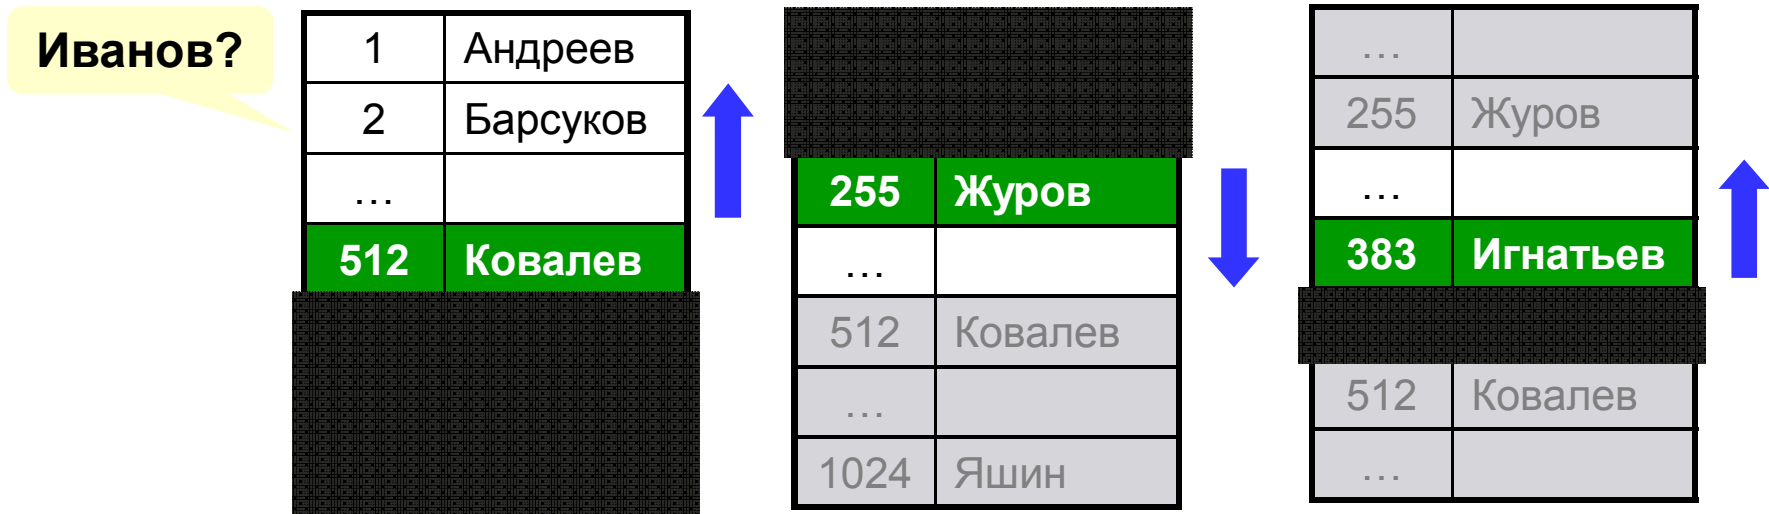 Иванов?
1 Андреев
2 Барсуков
…
512 Ковалев
255 Журов
…
512 Ковалев
…
1024 Яшин
…
255 Журов
…
383 Игнатьев
512 Ковалев
…